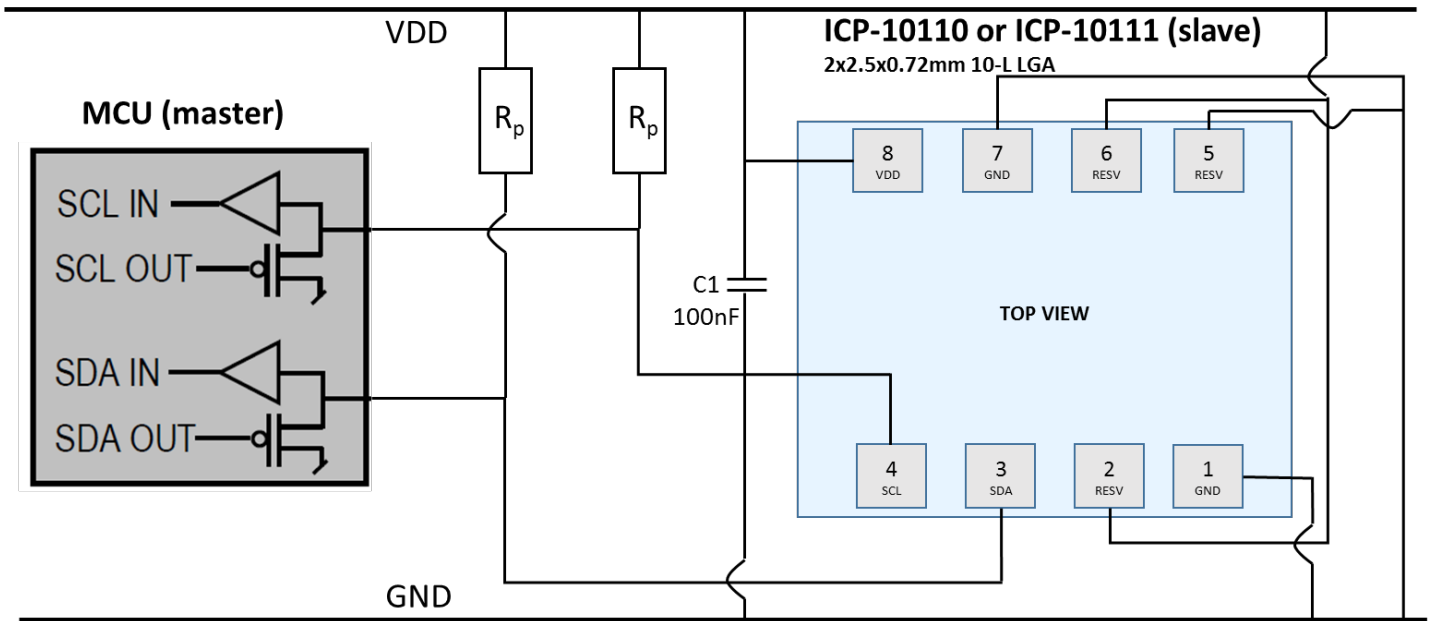 VDD
ICP-10110 or ICP-10111 (slave)
2x2.5x0.72mm 10-L LGA
MCU (master)
Rp
Rp
8
VDD
7
GND
6
RESV
5
RESV
SCL IN
SCL OUT
C1
100nF
TOP VIEW
SDA IN
SDA OUT
4
SCL
3
SDA
2
RESV
1
GND
GND